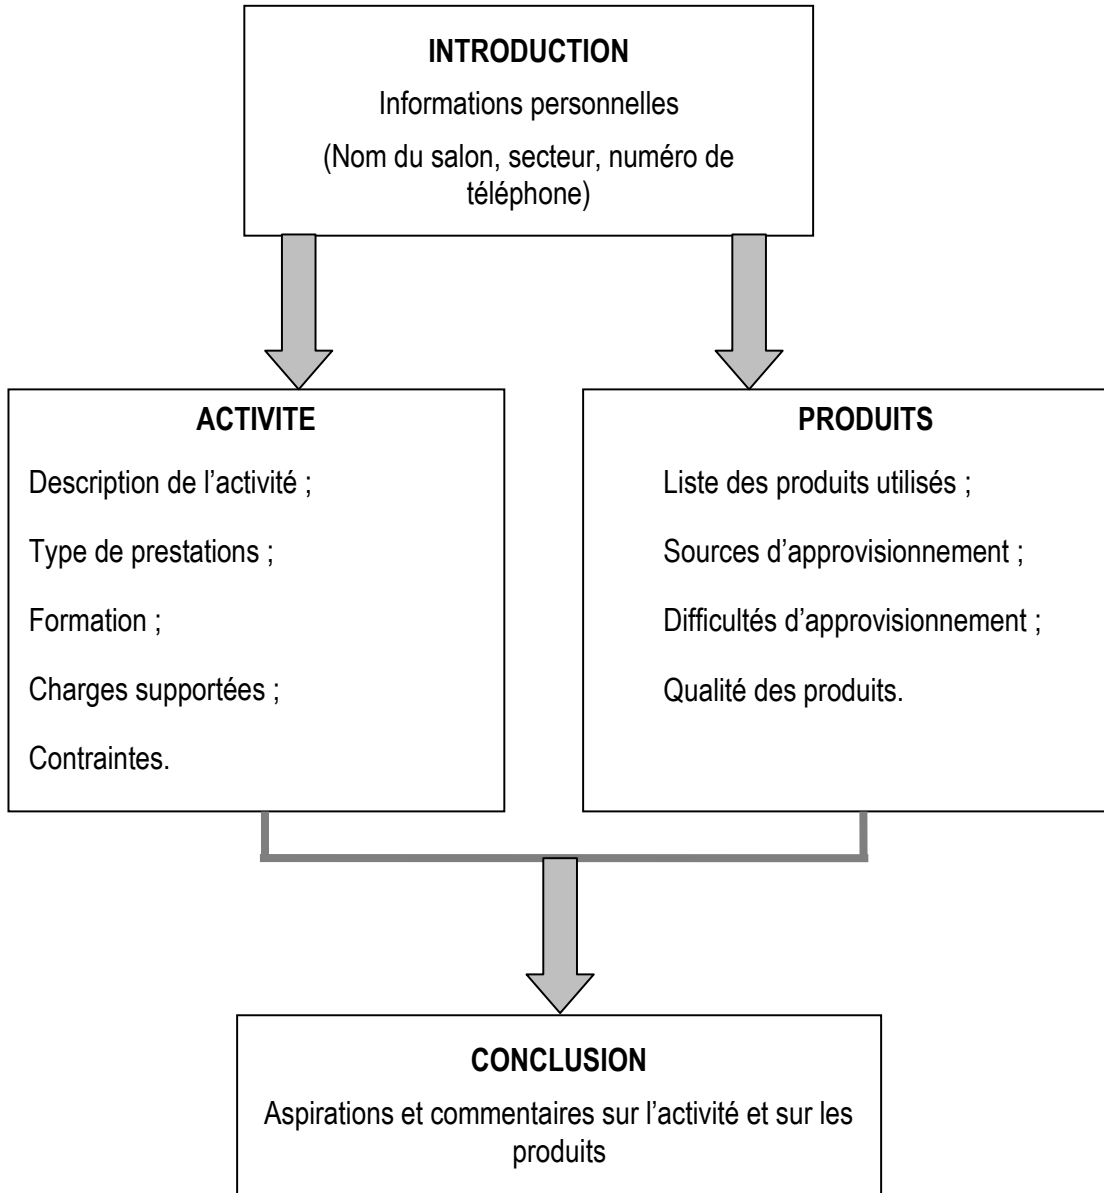 INTRODUCTION
Informations personnelles
(Nom du salon, secteur, numéro de
téléphone)
ACTIVITE
Description de l’activité ;
Type de prestations ;
Formation ;
Charges supportées ;
Contraintes.
PRODUITS
Liste des produits utilisés ;
Sources d’approvisionnement ;
Difficultés d’approvisionnement ;
Qualité des produits.
CONCLUSION
Aspirations et commentaires sur l’activité et sur les
produits